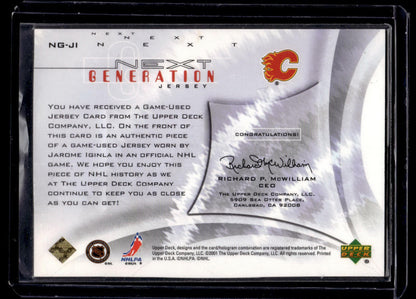 NEXT
NEXT
NG-JI NEXT
NEXT
GENERATION
JERSEY
YOU HAVE RECEIVED A GAME-USED
JERSEY CARD FROM THE UPPER DECK
COMPANY, LLC. ON THE FRONT OF
THIS CARD IS AN AUTHENTIC PIECE
OF A GAME-USED JERSEY WORN BY
JAROME IGINLA IN AN OFFICIAL NHL
GAME. WE HOPE YOU ENJOY THIS
PIECE OF NHL HISTORY AS WE
AT THE UPPER DECK COMPANY
CONTINUE TO KEEP YOU AS CLOSE
AS YOU CAN GET!
C
®
CONGRATULATIONS!
Richard P. McWilliam
RICHARD P. MCWILLIAM
CEO
THE UPPER DECK COMPANY, LLC.
5909 SEA OTTER PLACE,
CARLSBAD, CA 92008
NHL
NHLPA
Upper Deck, designs and the card/hologram combination are registered trademarks of The
Upper Deck Company, LLC. ©2001 The Upper Deck Company, LLC. All rights reserved. Printed
in the U.S.A. ©NHLPA. ©NHL.
UPPER
DECK